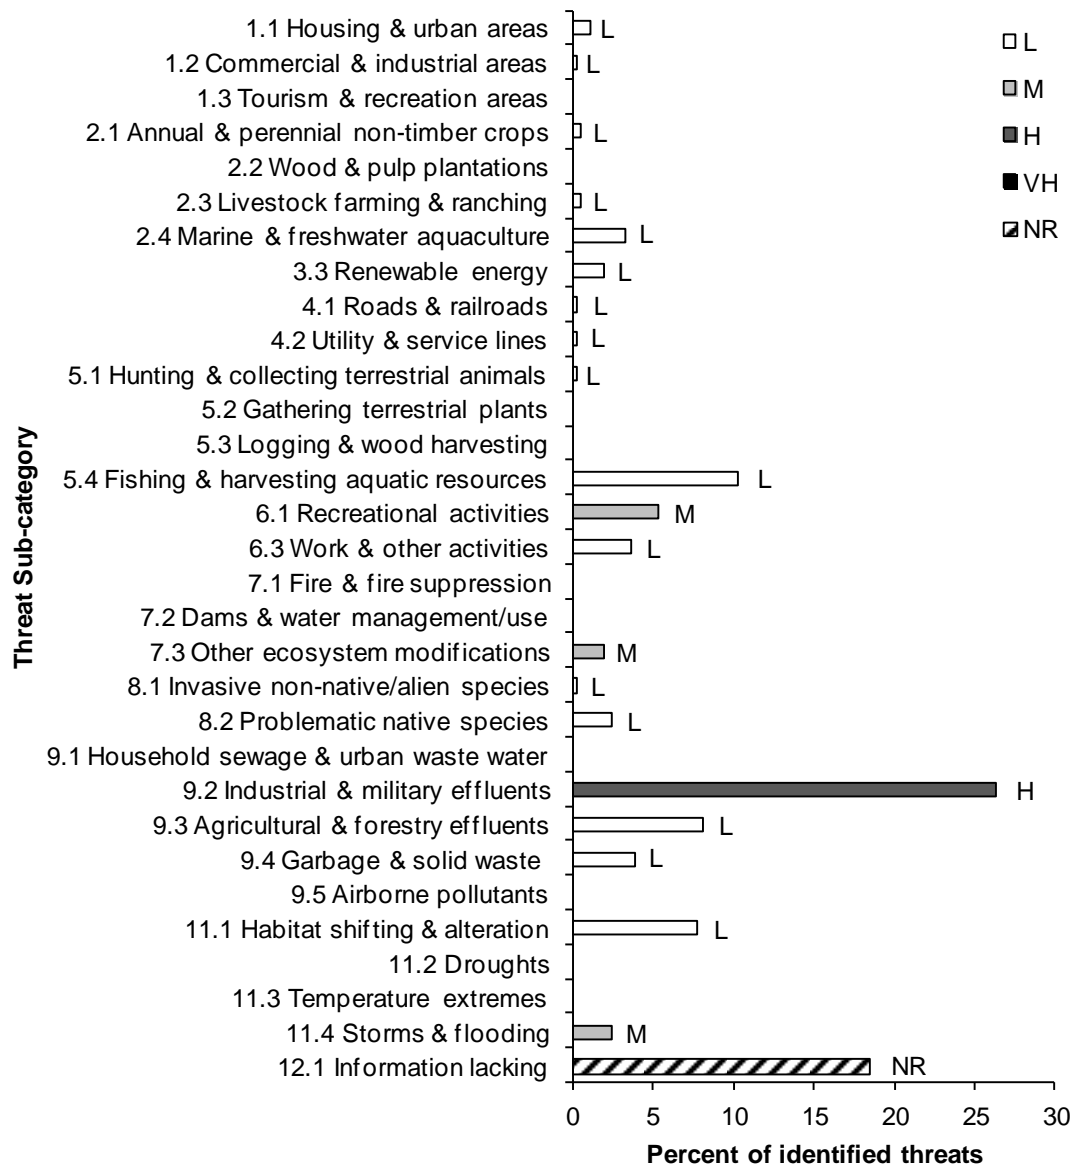 1.1 Housing & urban areas L
1.2 Commercial & industrial areas L
1.3 Tourism & recreation areas
2.1 Annual & perennial non-timber crops L
2.2 Wood & pulp plantations
2.3 Livestock farming & ranching L
2.4 Marine & freshwater aquaculture L
3.3 Renewable energy L
4.1 Roads & railroads L
4.2 Utility & service lines L
5.1 Hunting & collecting terrestrial animals L
5.2 Gathering terrestrial plants
5.3 Logging & wood harvesting
5.4 Fishing & harvesting aquatic resources L
6.1 Recreational activities M
6.3 Work & other activities L
7.1 Fire & fire suppression
7.2 Dams & water management/use
7.3 Other ecosystem modifications M
8.1 Invasive non-native/alien species L
8.2 Problematic native species L
9.1 Household sewage & urban waste water
9.2 Industrial & military effluents H
9.3 Agricultural & forestry effluents L
9.4 Garbage & solid waste L
9.5 Airborne pollutants
11.1 Habitat shifting & alteration L
11.2 Droughts
11.3 Temperature extremes
11.4 Storms & flooding M
12.1 Information lacking NR
Threat Sub-category
0 5 10 15 20 25 30
Percent of identified threats
L
M
H
VH
NR